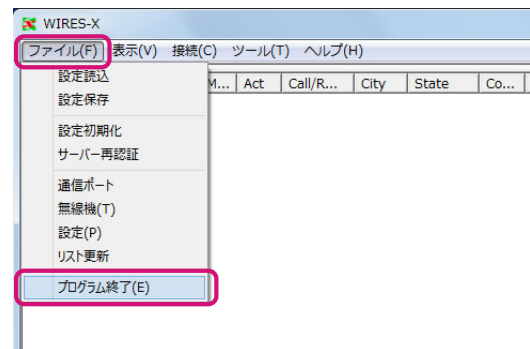 WIRES-X
ファイル(F) 表示(V) 接続(C) ツール(T) ヘルプ(H)
M... Act Call/R... City State Co...
設定読込
設定保存
設定初期化
サーバー再認証
通信ポート
無線機(T)
設定(P)
リスト更新
プログラム終了(E)